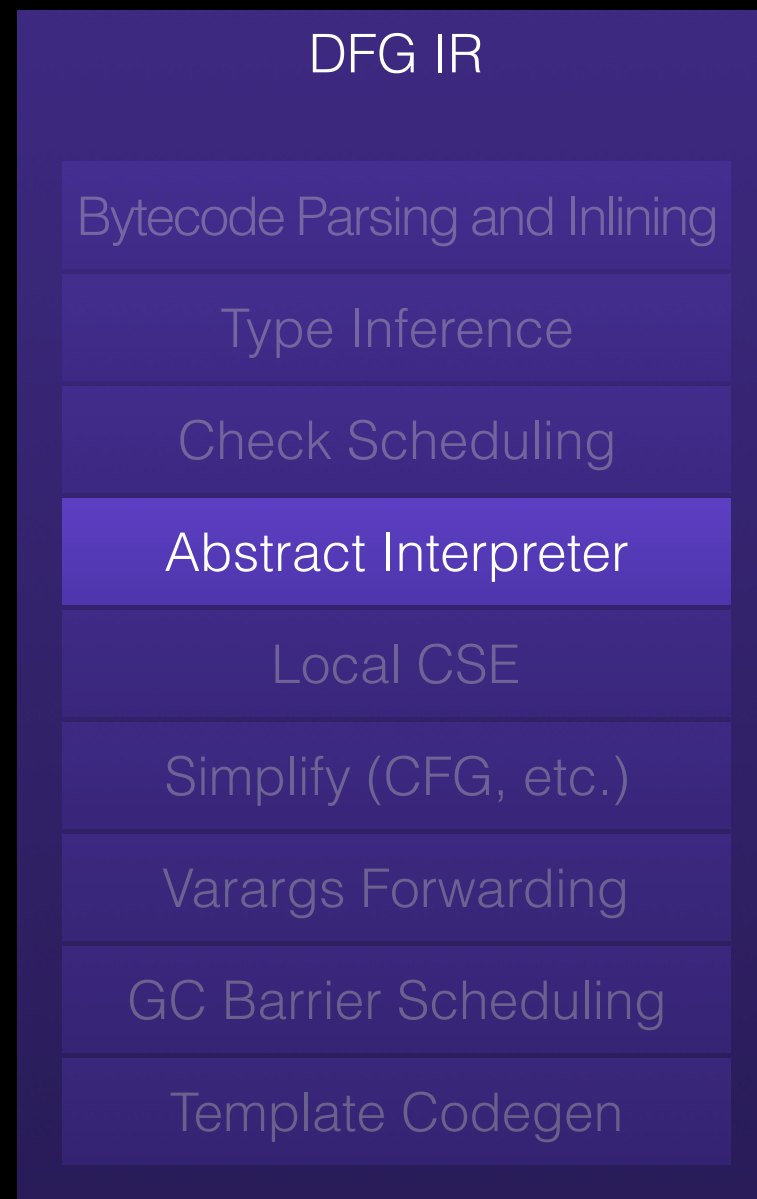 DFG IR
Bytecode Parsing and Inlining
Type Inference
Check Scheduling
Abstract Interpreter
Local CSE
Simplify (CFG, etc.)
Varargs Forwarding
GC Barrier Scheduling
Template Codegen